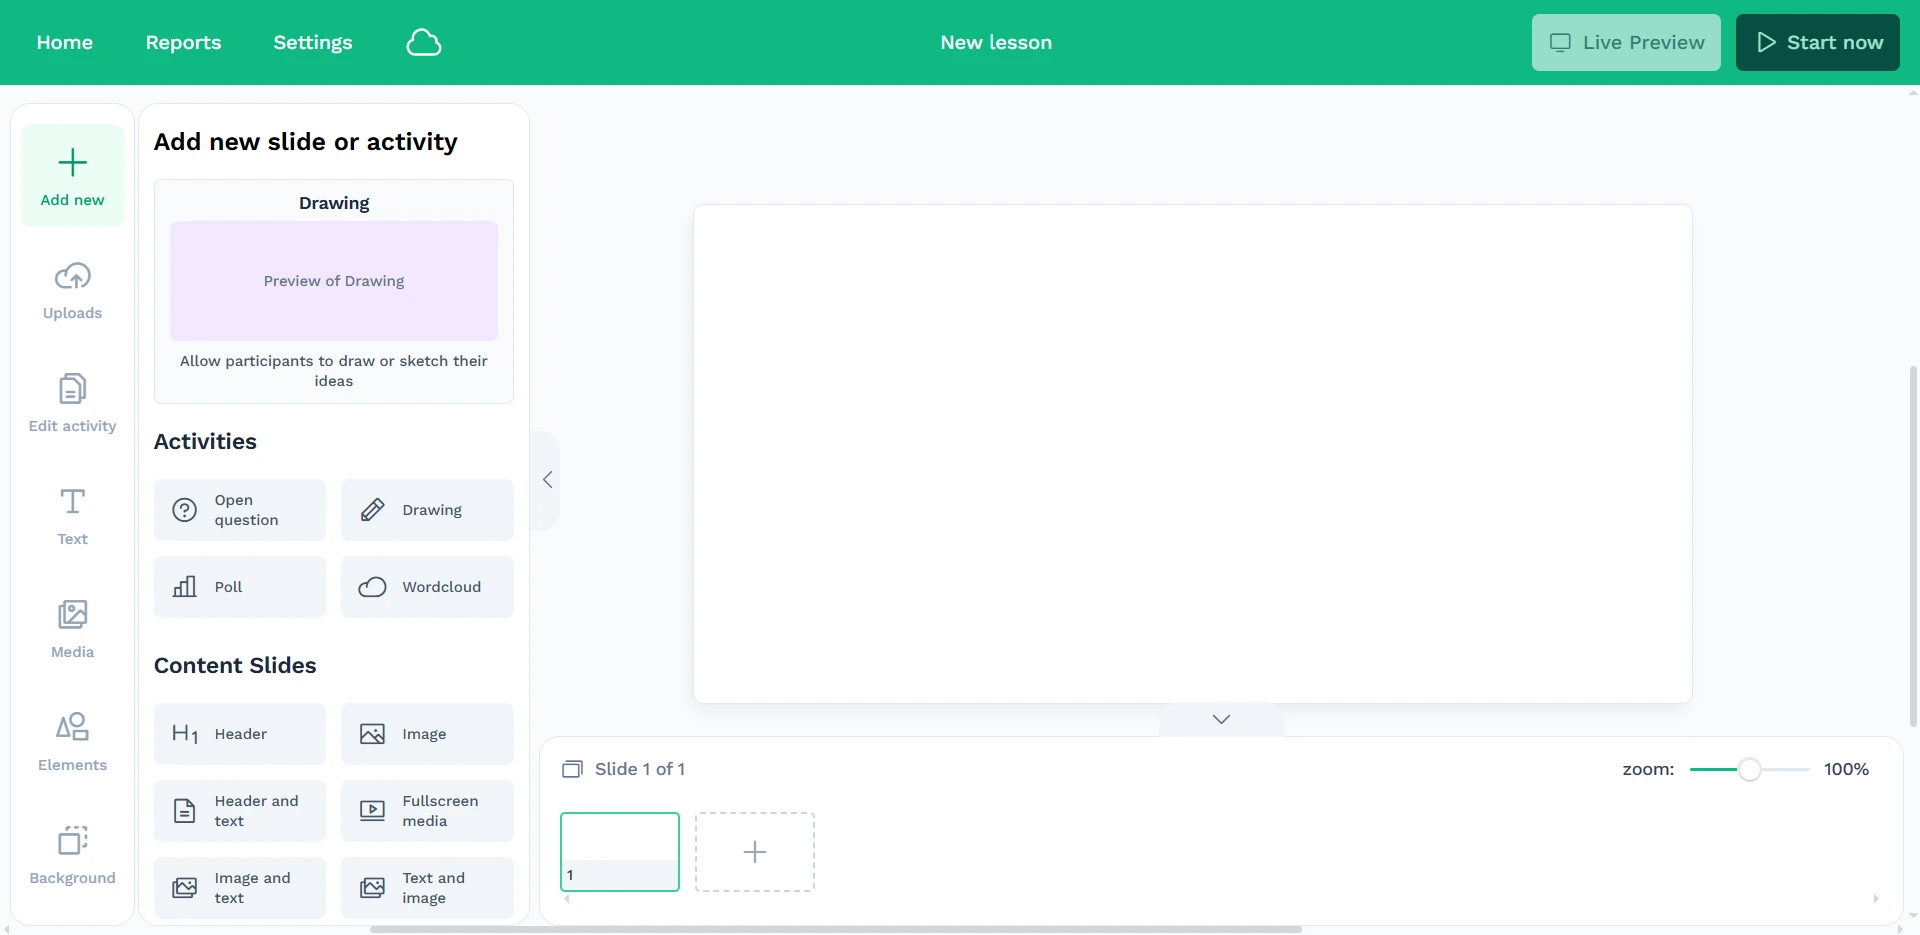 Home
Reports
Settings
New lesson
Live Preview
Start now
Add new
Uploads
Edit activity
Text
Media
Elements
Background
Add new slide or activity
Drawing
Preview of Drawing
Allow participants to draw or sketch their
ideas
Activities
Open
question
Drawing
Poll
Wordcloud
Content Slides
H1
Header
Image
Header and
text
Fullscreen
media
Image and
text
Text and
image
Slide 1 of 1
zoom:
100%
1